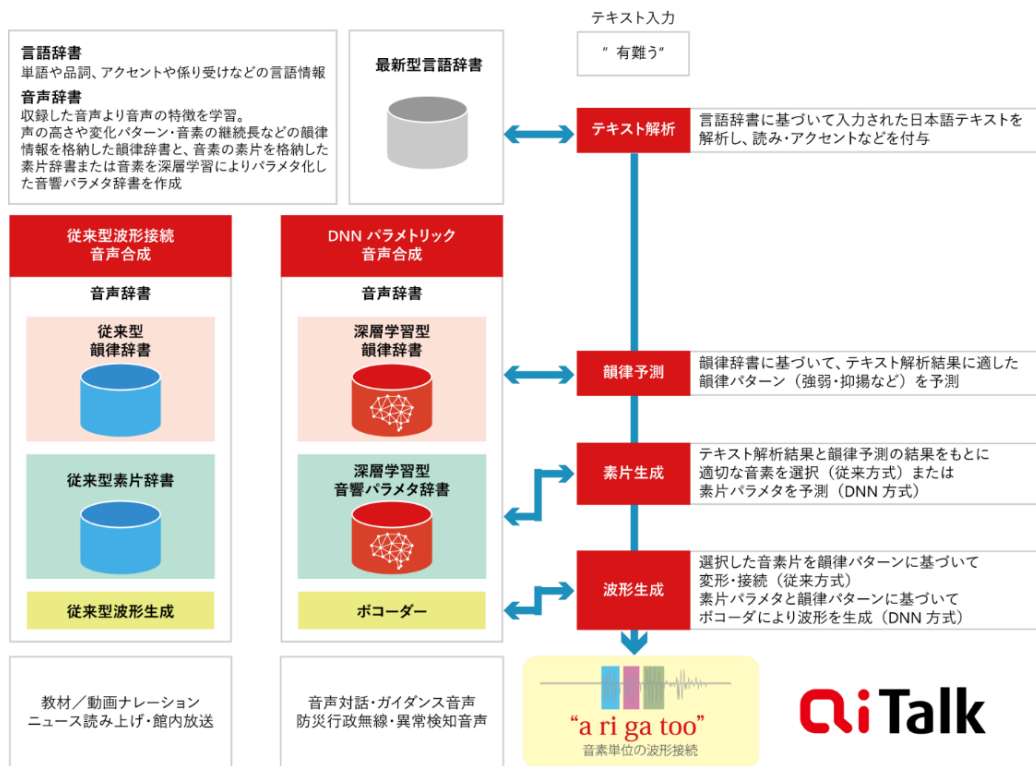 言語辞書
単語や品詞、アクセントや係り受けなどの言語情報
音声辞書
収録した音声より音声の特徴を学習。
声の高さや変化パターン・音素の継続長などの韻律
情報を格納した韻律辞書と、音素の素片を格納した
素片辞書または音素を深層学習によりパラメタ化し
た音響パラメタ辞書を作成
最新型言語辞書
テキスト入力
”有難う“
テキスト解析
言語辞書に基づいて入力された日本語テキストを
解析し、読み・アクセントなどを付与
従来型波形接続
音声合成
音声辞書
従来型
韻律辞書
従来型素片辞書
従来型波形生成
DNN パラメトリック
音声合成
音声辞書
深層学習型
韻律辞書
深層学習型
音響パラメタ辞書
ボコーダー
韻律予測
韻律辞書に基づいて、テキスト解析結果に適した
韻律パターン（強弱・抑揚など）を予測
素片生成
テキスト解析結果と韻律予測の結果をもとに
適切な音素を選択（従来方式）または
素片パラメタを予測（DNN 方式）
波形生成
選択した音素片を韻律パターンに基づいて
変形・接続（従来方式）
素片パラメタと韻律パターンに基づいて
ボコーダにより波形を生成（DNN 方式）
教材／動画ナレーション
ニュース読み上げ・館内放送
音声対話・ガイダンス音声
防災行政無線・異常検知音声
“a ri ga too”
音素単位の波形接続
AiTalk